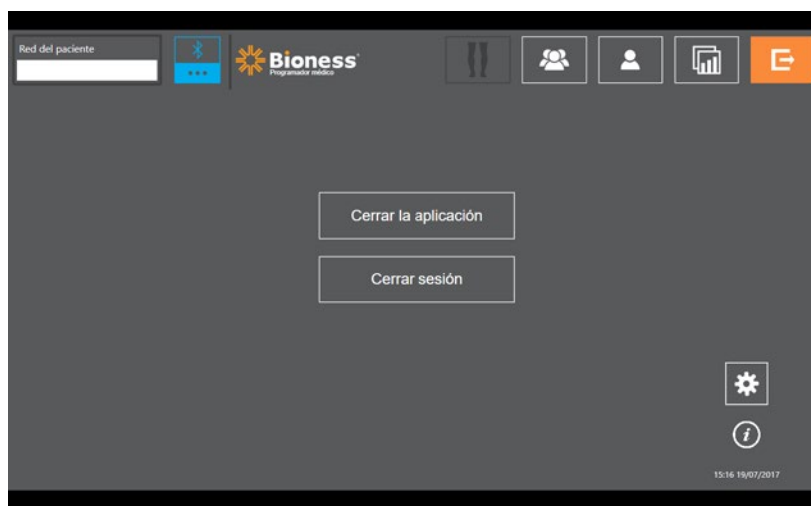 Red del paciente
Bioness
Programador médico
Cerrar la aplicación
Cerrar sesión
i
15:16 19/07/2017